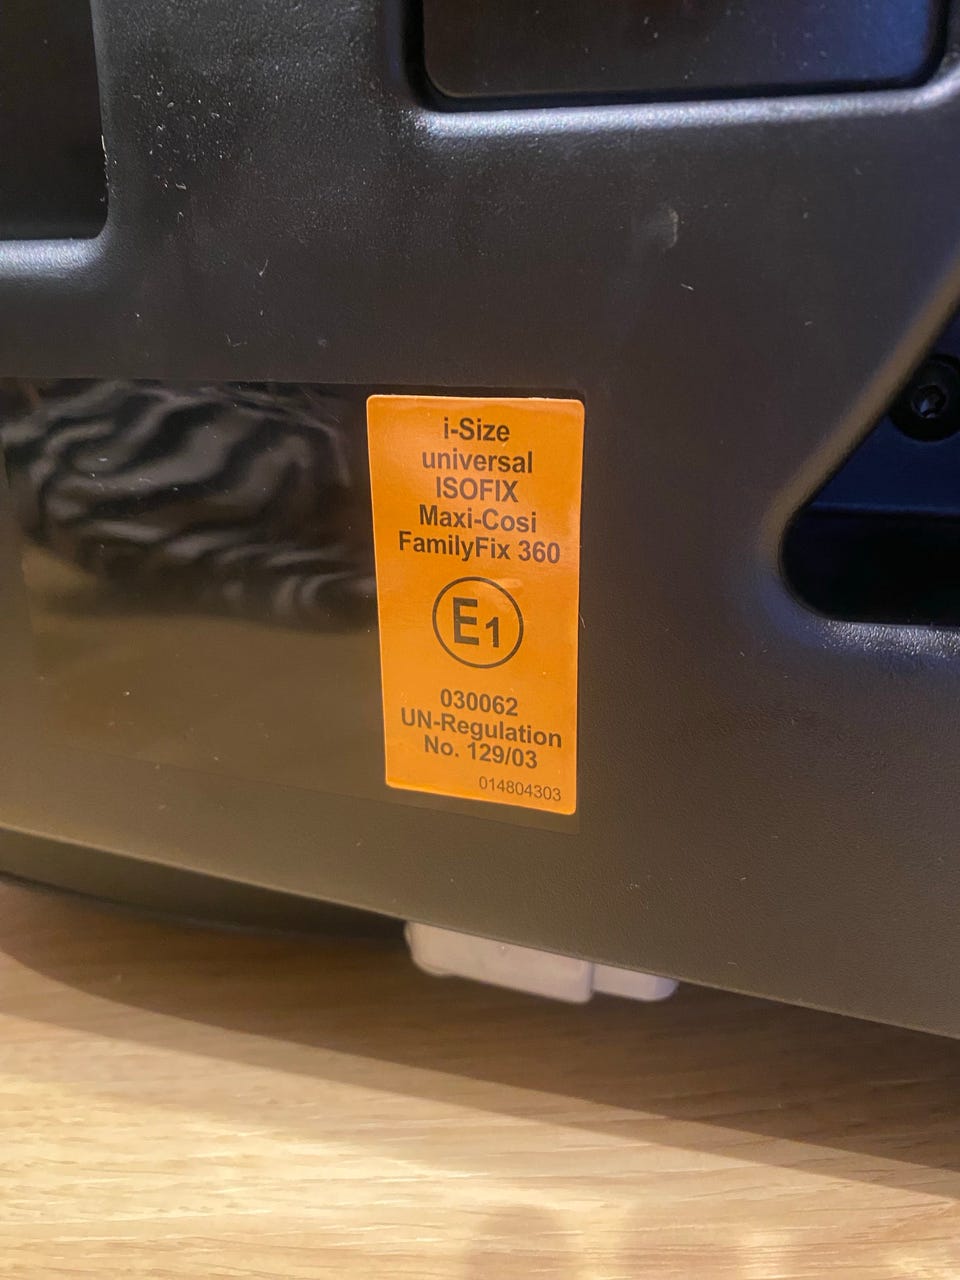 i-Size
universal
ISOFIX
Maxi-Cosi
FamilyFix 360
E1
030062
UN-Regulation
No. 129/03
014804303